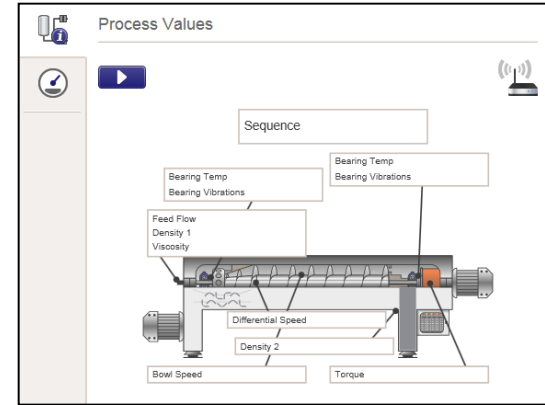 Process Values
Sequence
Bearing Temp
Bearing Vibrations
Bearing Temp
Bearing Vibrations
Feed Flow
Density 1
Viscosity
Differential Speed
Density 2
Bowl Speed
Torque